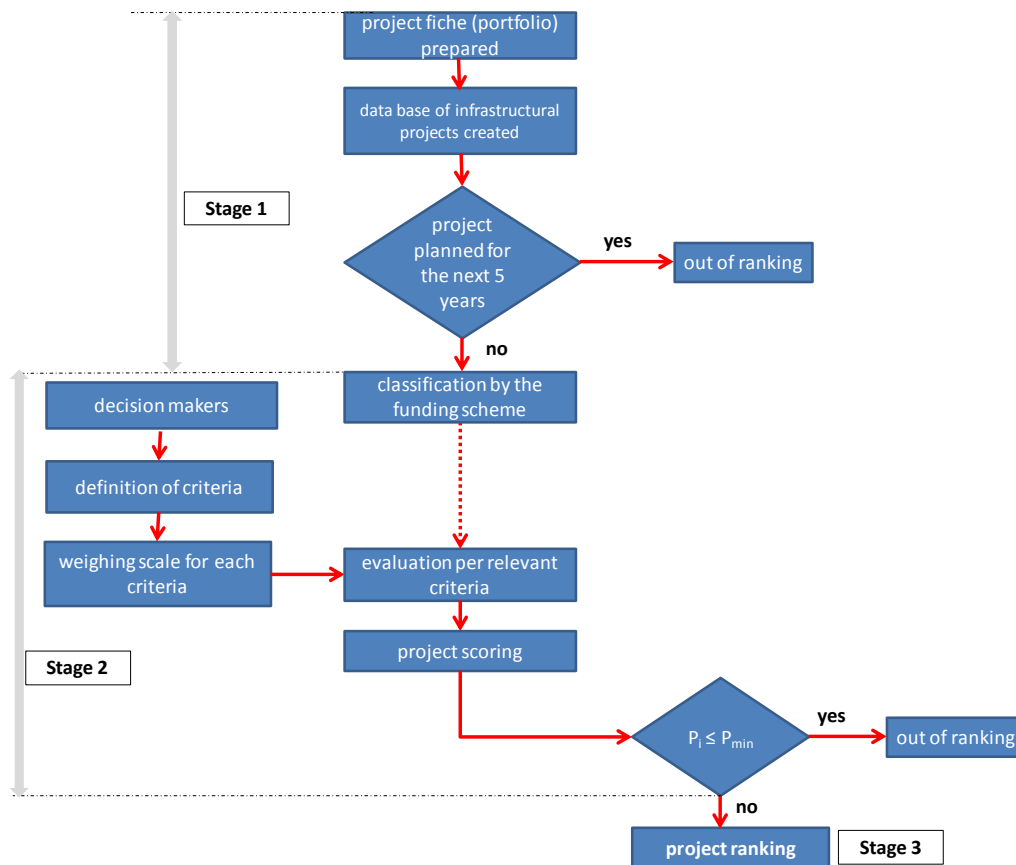 project fiche (portfolio)
prepared
data base of infrastructural
projects created
Stage 1
project
planned for
the next 5
years
yes
out of ranking
no
classification by the
funding scheme
decision makers
definition of criteria
weighing scale for each
criteria
evaluation per relevant
criteria
project scoring
Stage 2
Pi ≤ Pmin
yes
out of ranking
no
project ranking
Stage 3